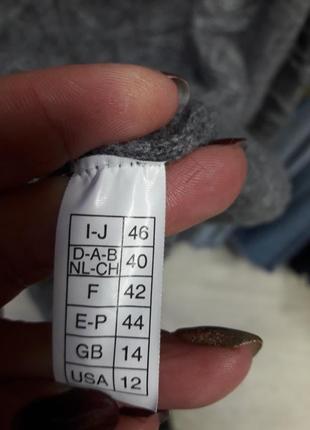 I-J 46
D-A-B
NL-CH 40
F 42
E-P 44
GB 14
USA 12